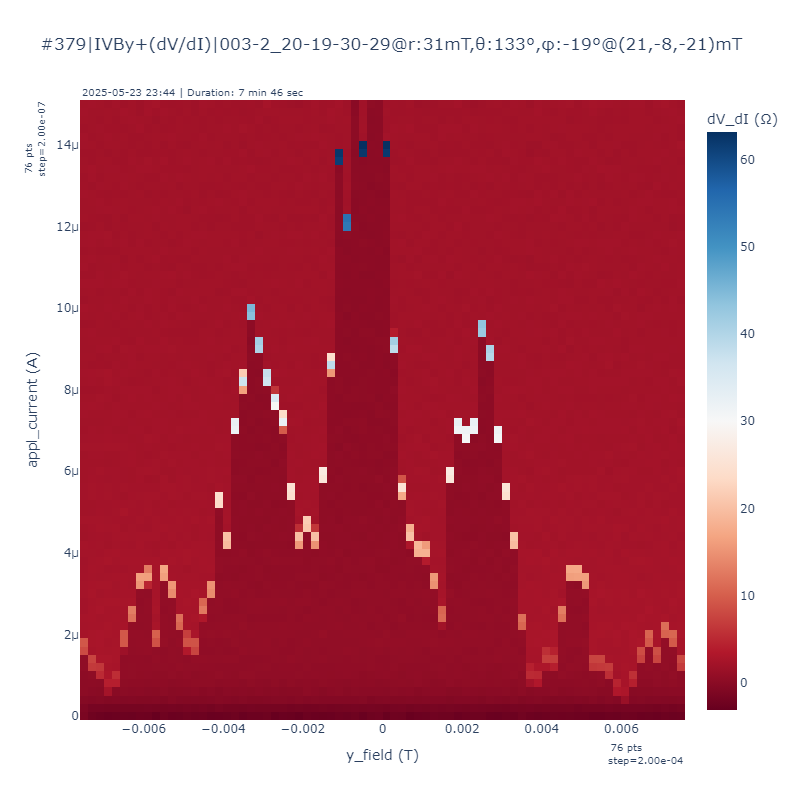 #379|IVBy+(dV/dI)|003-2_20-19-30-29@r:31mT,θ:133°,φ:-19°@(21,-8,-21)mT
2025-05-23 23:44 | Duration: 7 min 46 sec
dV_dI (Ω)
76 pts
step=2.00e-07
14μ
12μ
10μ
8μ
6μ
4μ
2μ
0
appl_current (A)
60
50
40
30
20
10
0
−0.006
−0.004
−0.002
0
0.002
0.004
0.006
y_field (T)
76 pts
step=2.00e-04